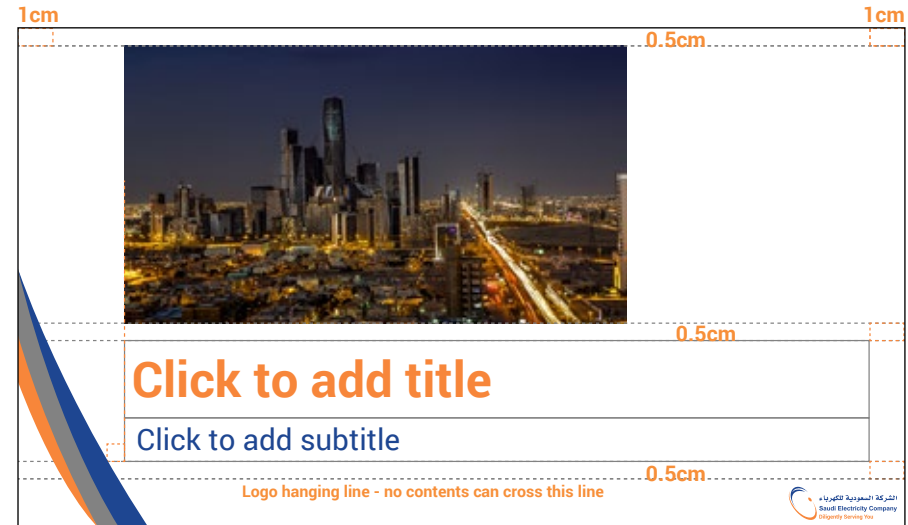 1cm
1cm
0.5cm
0.5cm
Click to add title
Click to add subtitle
0.5cm
Logo hanging line - no contents can cross this line
الشركة السعودية للكهرباء
Saudi Electricity Company
Diligently Serving You